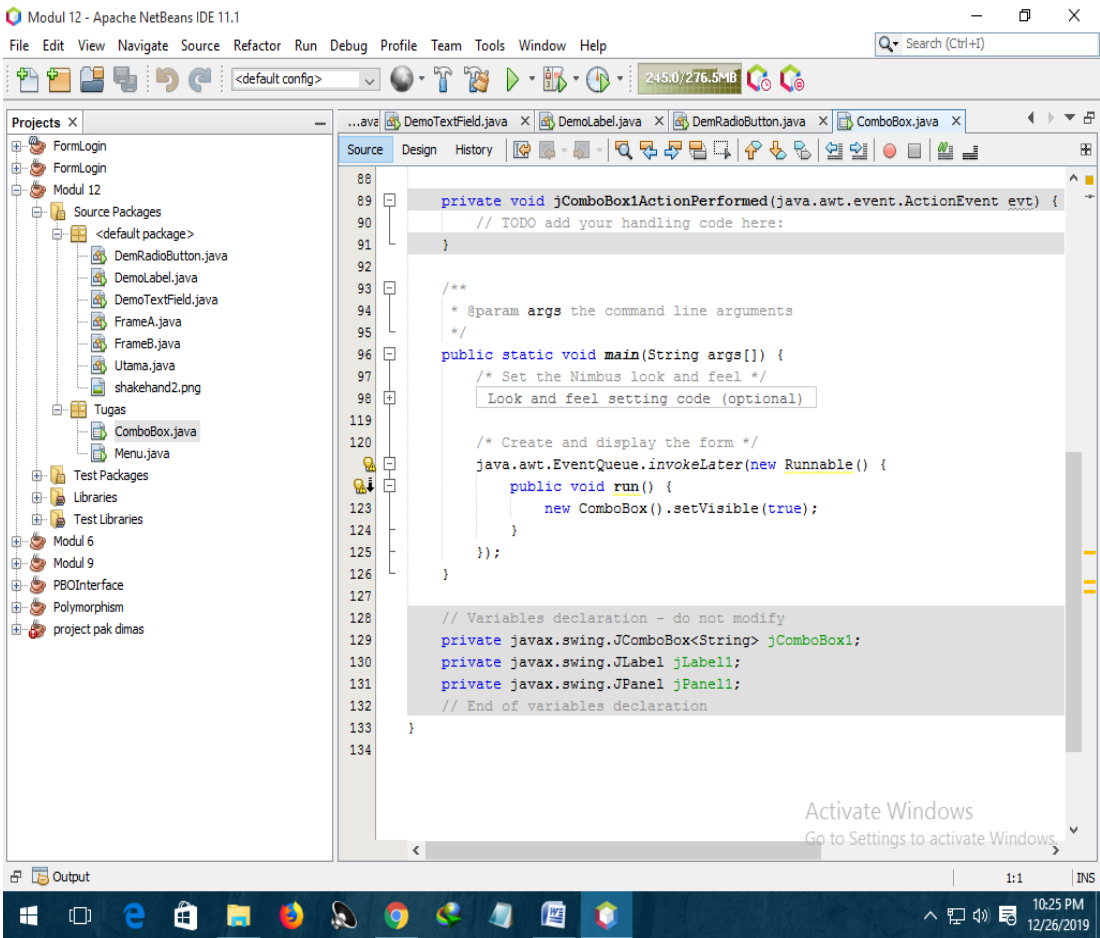 Modul 12 - Apache NetBeans IDE 11.1
File Edit View Navigate Source Refactor Run Debug Profile Team Tools Window Help
Search (Ctrl+I)
<default config>
245.0/276.5MB
Projects
FormLogin
FormLogin
Modul 12
Source Packages
<default package>
DemRadioButton.java
DemoLabel.java
DemoTextField.java
FrameA.java
FrameB.java
Utama.java
shakehand2.png
Tugas
ComboBox.java
Menu.java
Test Packages
Libraries
Test Libraries
Modul 6
Modul 9
PBOInterface
Polymorphism
project pak dimas
...ava DemoTextField.java DemoLabel.java DemRadioButton.java ComboBox.java
Source Design History
88
89 private void jComboBox1ActionPerformed(java.awt.event.ActionEvent evt) {
90 // TODO add your handling code here:
91 }
92
93 /**
94 * @param args the command line arguments
95 */
96 public static void main(String args[]) {
97 /* Set the Nimbus look and feel */
98 Look and feel setting code (optional)
119
120 /* Create and display the form */
java.awt.EventQueue.invokeLater(new Runnable() {
public void run() {
123 new ComboBox().setVisible(true);
124 }
125 });
126 }
127
128 // Variables declaration - do not modify
129 private javax.swing.JComboBox<String> jComboBox1;
130 private javax.swing.JLabel jLabel1;
131 private javax.swing.JPanel jPanel1;
132 // End of variables declaration
133 }
134
Activate Windows
Go to Settings to activate Windows.
Output
1:1 INS
10:25 PM
12/26/2019